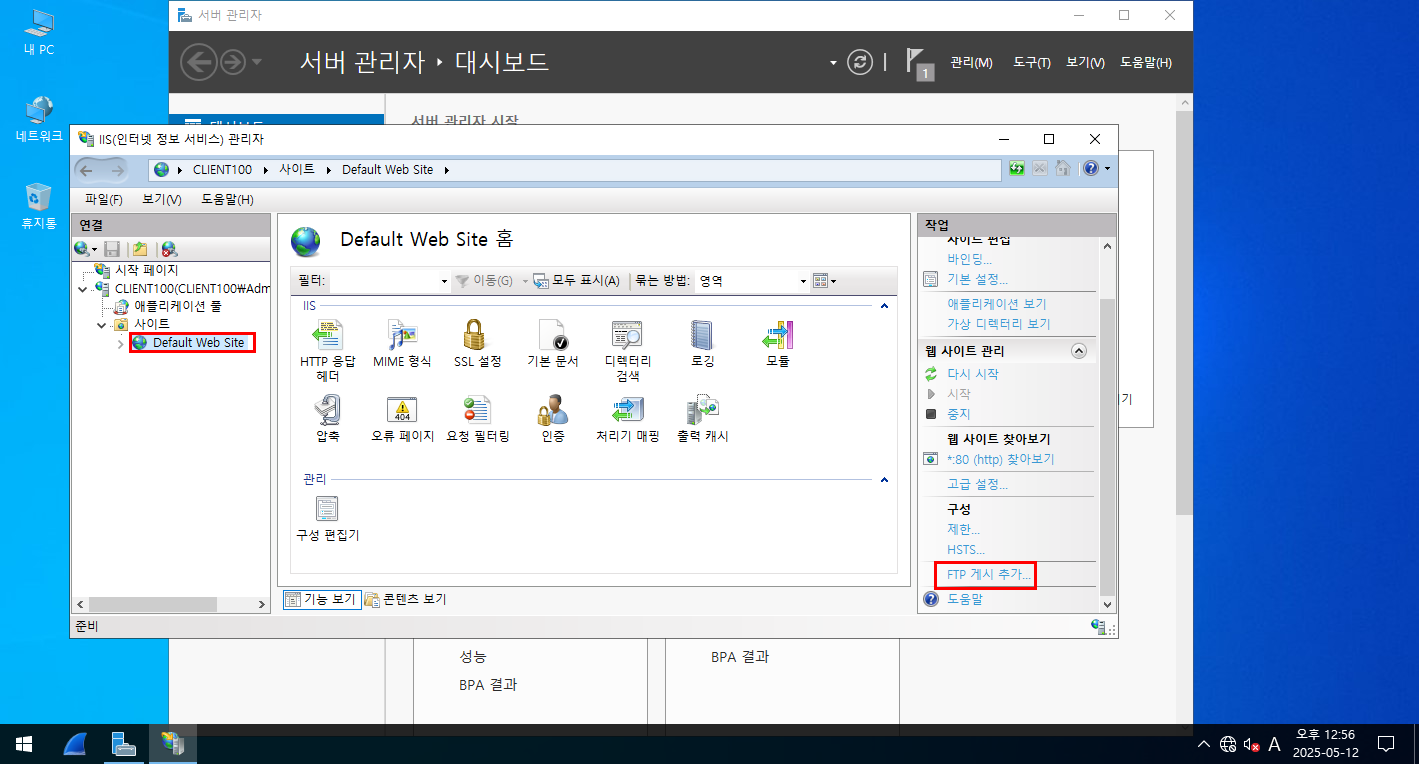 내 PC
네트워크
휴지통
서버 관리자
서버 관리자 ‣ 대시보드
1
관리(M)
도구(T)
보기(V)
도움말(H)
대시보드
서버 관리자 시작
IIS(인터넷 정보 서비스) 관리자
CLIENT100
사이트
Default Web Site
파일(F)
보기(V)
도움말(H)
연결
시작 페이지
CLIENT100(CLIENT100₩Adm
애플리케이션 풀
사이트
Default Web Site
Default Web Site 홈
필터:
이동(G)
모두 표시(A)
묶는 방법:
영역
IIS
HTTP 응답 헤더
MIME 형식
SSL 설정
기본 문서
디렉터리 검색
로깅
모듈
압축
404
오류 페이지
요청 필터링
인증
처리기 매핑
출력 캐시
관리
구성 편집기
기능 보기
콘텐츠 보기
작업
사이트 편집
바인딩...
기본 설정...
애플리케이션 보기
가상 디렉터리 보기
웹 사이트 관리
다시 시작
시작
중지
웹 사이트 찾아보기
*:80 (http) 찾아보기
고급 설정...
구성
제한...
HSTS...
FTP 게시 추가...
도움말
준비
성능
BPA 결과
BPA 결과
A
오후 12:56
2025-05-12